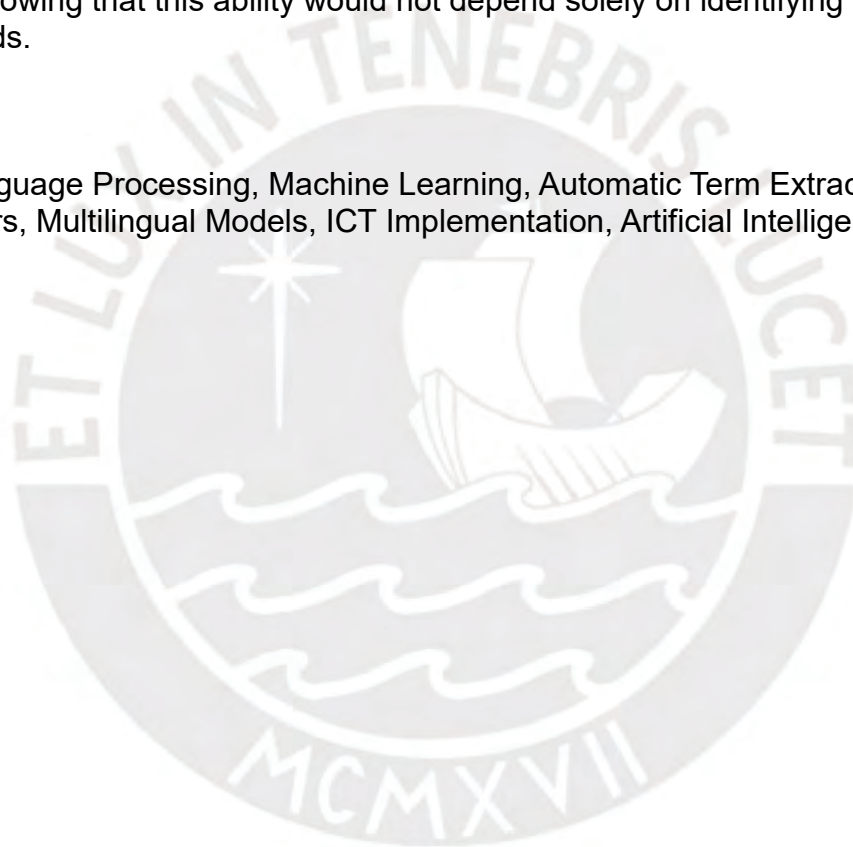 owing that this ability would not depend solely on identifying
ds.
guage Processing, Machine Learning, Automatic Term Extrac
rs, Multilingual Models, ICT Implementation, Artificial Intellige
ET LUX IN TENEBRIS LUCET
MCMXVII